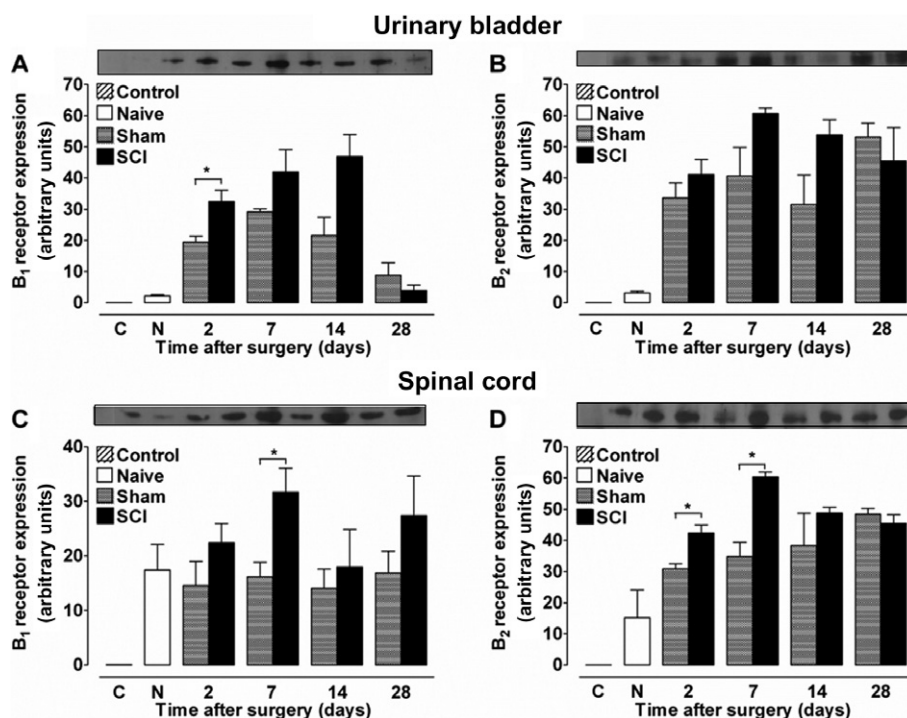 Urinary bladder
A
70
60
50
40
30
20
10
0
B1 receptor expression
(arbitrary units)
Control
Naive
Sham
SCI
*
C N 2 7 14 28
Time after surgery (days)
B
70
60
50
40
30
20
10
0
B2 receptor expression
(arbitrary units)
Control
Naive
Sham
SCI
C N 2 7 14 28
Time after surgery (days)
Spinal cord
C
40
30
20
10
0
B1 receptor expression
(arbitrary units)
Control
Naive
Sham
SCI
*
C N 2 7 14 28
Time after surgery (days)
D
70
60
50
40
30
20
10
0
B2 receptor expression
(arbitrary units)
Control
Naive
Sham
SCI
*
*
C N 2 7 14 28
Time after surgery (days)